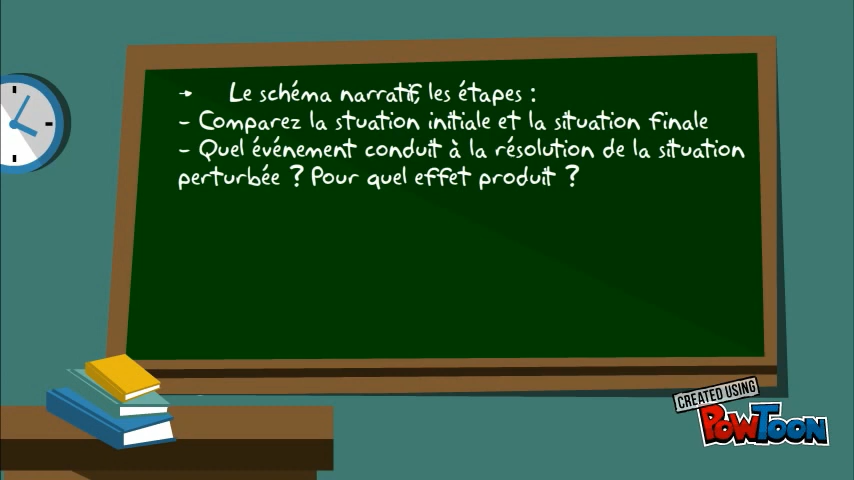 → Le schéma narratif, les étapes :
- Comparez la stuation initiale et la situation finale
- Quel événement conduit à la résolution de la situation
perturbée ? Pour quel effet produit ?
CREATED USING
POWTOON